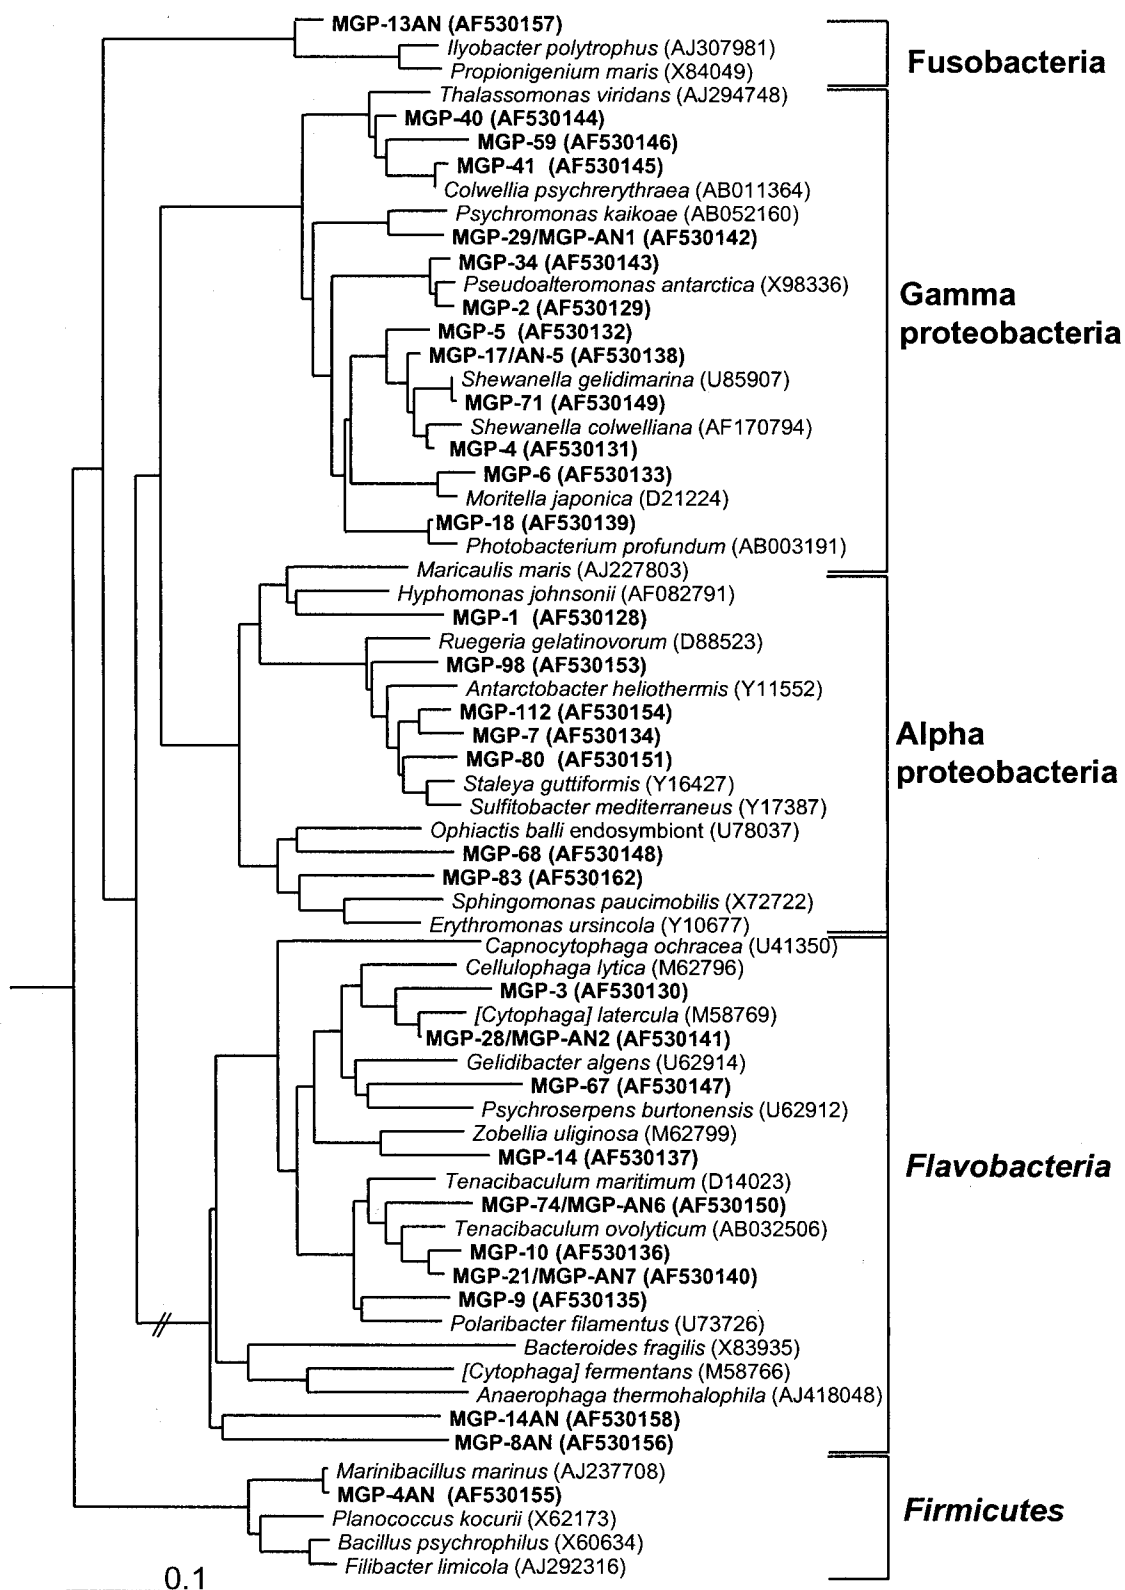 MGP-13AN (AF530157)
Ilyobacter polytrophus (AJ307981)
Propionigenium maris (X84049)
Fusobacteria
Thalassomonas viridans (AJ294748)
MGP-40 (AF530144)
MGP-59 (AF530146)
MGP-41 (AF530145)
Colwellia psychrerythraea (AB011364)
Psychromonas kaikoae (AB052160)
MGP-29/MGP-AN1 (AF530142)
MGP-34 (AF530143)
Pseudoalteromonas antarctica (X98336)
MGP-2 (AF530129)
MGP-5 (AF530132)
MGP-17/AN-5 (AF530138)
Shewanella gelidimarina (U85907)
MGP-71 (AF530149)
Shewanella colwelliana (AF170794)
MGP-4 (AF530131)
MGP-6 (AF530133)
Moritella japonica (D21224)
MGP-18 (AF530139)
Photobacterium profundum (AB003191)
Gamma
proteobacteria
Maricaulis maris (AJ227803)
Hyphomonas johnsonii (AF082791)
MGP-1 (AF530128)
Ruegeria gelatinovorum (D88523)
MGP-98 (AF530153)
Antarctobacter heliothermis (Y11552)
MGP-112 (AF530154)
MGP-7 (AF530134)
MGP-80 (AF530151)
Staleya guttiformis (Y16427)
Sulfitobacter mediterraneus (Y17387)
Ophiactis balli endosymbiont (U78037)
MGP-68 (AF530148)
MGP-83 (AF530162)
Sphingomonas paucimobilis (X72722)
Erythromonas ursincola (Y10677)
Alpha
proteobacteria
Capnocytophaga ochracea (U41350)
Cellulophaga lytica (M62796)
MGP-3 (AF530130)
[Cytophaga] latercula (M58769)
MGP-28/MGP-AN2 (AF530141)
Gelidibacter algens (U62914)
MGP-67 (AF530147)
Psychroserpens burtonensis (U62912)
Zobellia uliginosa (M62799)
MGP-14 (AF530137)
Tenacibaculum maritimum (D14023)
MGP-74/MGP-AN6 (AF530150)
Tenacibaculum ovolyticum (AB032506)
MGP-10 (AF530136)
MGP-21/MGP-AN7 (AF530140)
MGP-9 (AF530135)
Polaribacter filamentus (U73726)
Bacteroides fragilis (X83935)
[Cytophaga] fermentans (M58766)
Anaerophaga thermohalophila (AJ418048)
MGP-14AN (AF530158)
MGP-8AN (AF530156)
Flavobacteria
Marinibacillus marinus (AJ237708)
MGP-4AN (AF530155)
Planococcus kocurii (X62173)
Bacillus psychrophilus (X60634)
Filibacter limicola (AJ292316)
Firmicutes
0.1